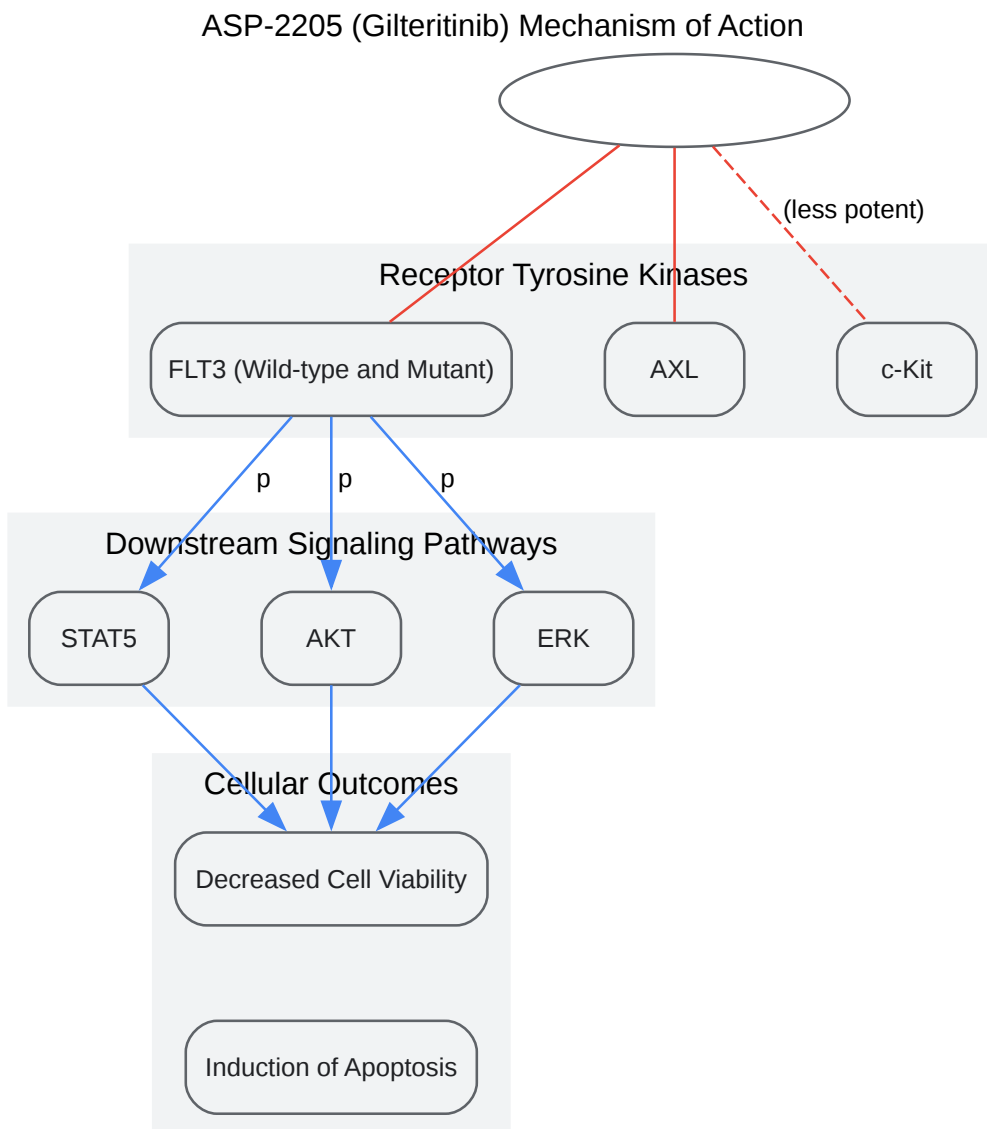 ASP-2205 (Gilteritinib) Mechanism of Action
(less potent)
Receptor Tyrosine Kinases
FLT3 (Wild-type and Mutant)
AXL
c-Kit
p
p
p
Downstream Signaling Pathways
STAT5
AKT
ERK
Cellular Outcomes
Decreased Cell Viability
Induction of Apoptosis